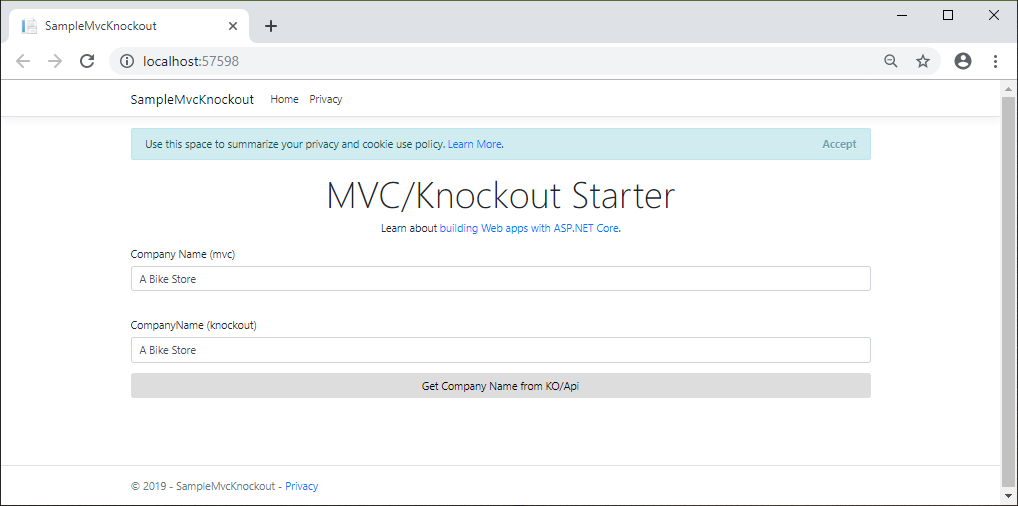 SampleMvcKnockout
localhost:57598
SampleMvcKnockout Home Privacy
Use this space to summarize your privacy and cookie use policy. Learn More. Accept
MVC/Knockout Starter
Learn about building Web apps with ASP.NET Core.
Company Name (mvc)
A Bike Store
CompanyName (knockout)
A Bike Store
Get Company Name from KO/Api
© 2019 - SampleMvcKnockout - Privacy